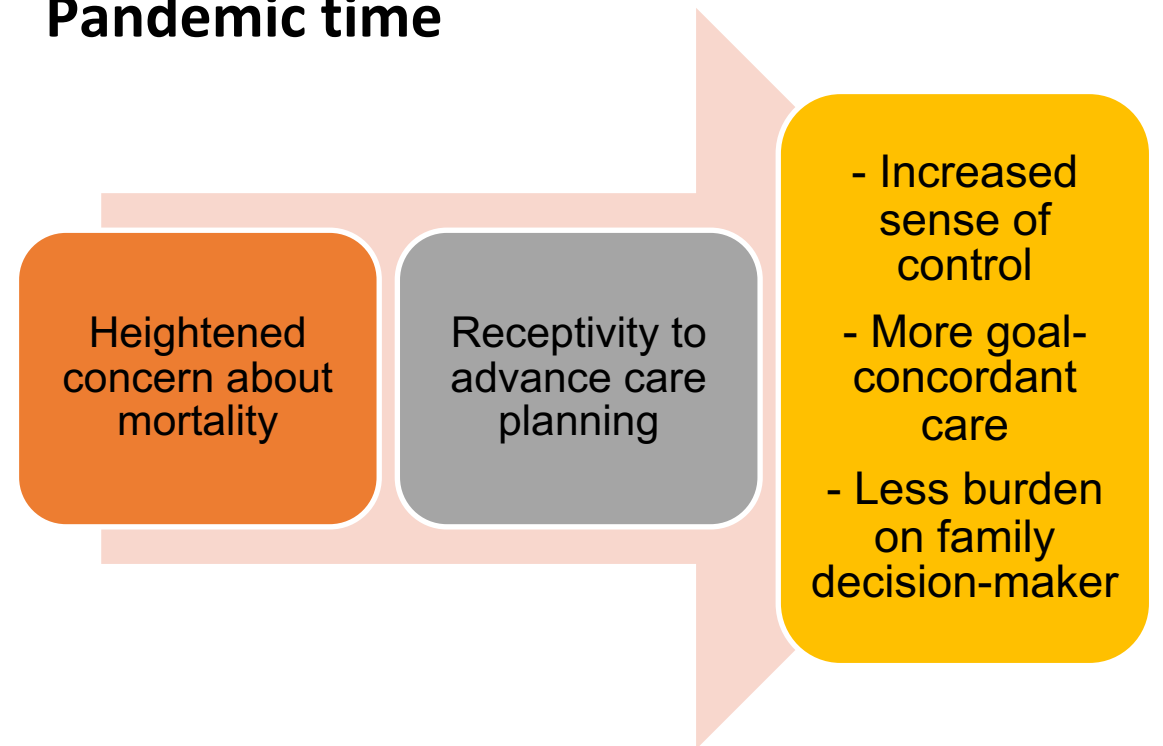 Pandemic time
Heightened
concern about
mortality
Receptivity to
advance care
planning
- Increased
sense of
control
- More goal-
concordant
care
- Less burden
on family
decision-maker